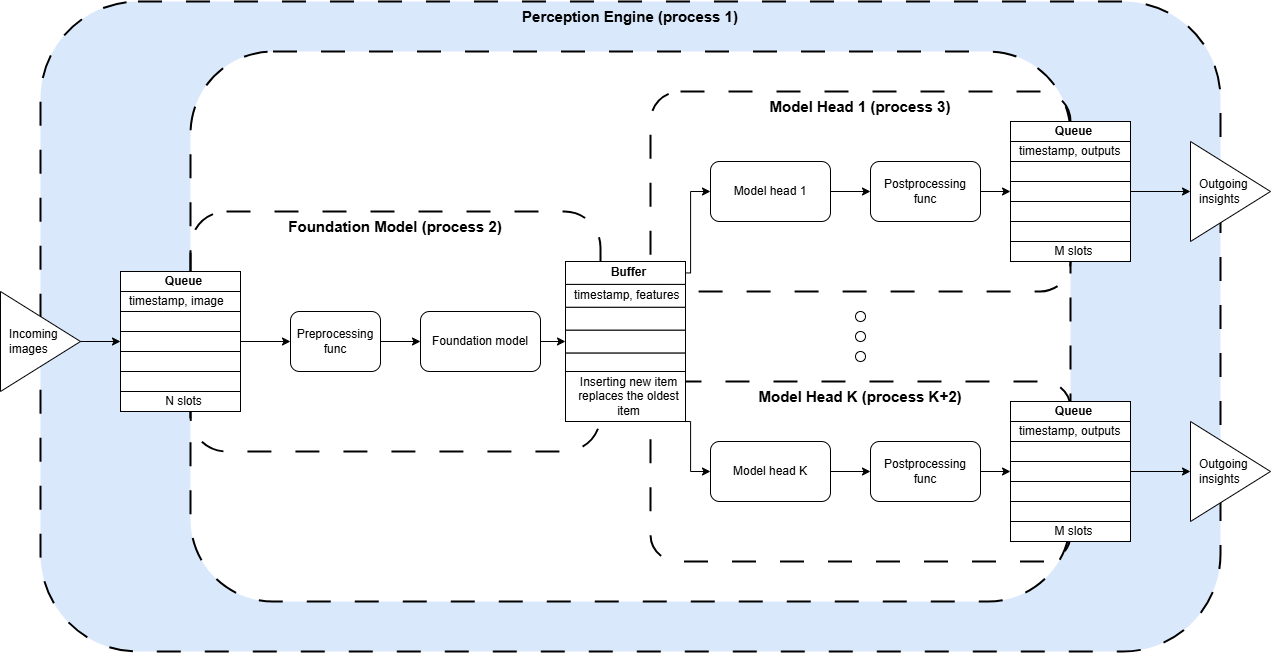 Perception Engine (process 1)
Model Head 1 (process 3)
Queue
timestamp, outputs
M slots
Model head 1
Postprocessing
func
Outgoing
insights
Foundation Model (process 2)
Incoming
images
Queue
timestamp, image
N slots
Preprocessing
func
Foundation model
Buffer
timestamp, features
Inserting new item
replaces the oldest
item
Model Head K (process K+2)
Model head K
Postprocessing
func
Queue
timestamp, outputs
M slots
Outgoing
insights